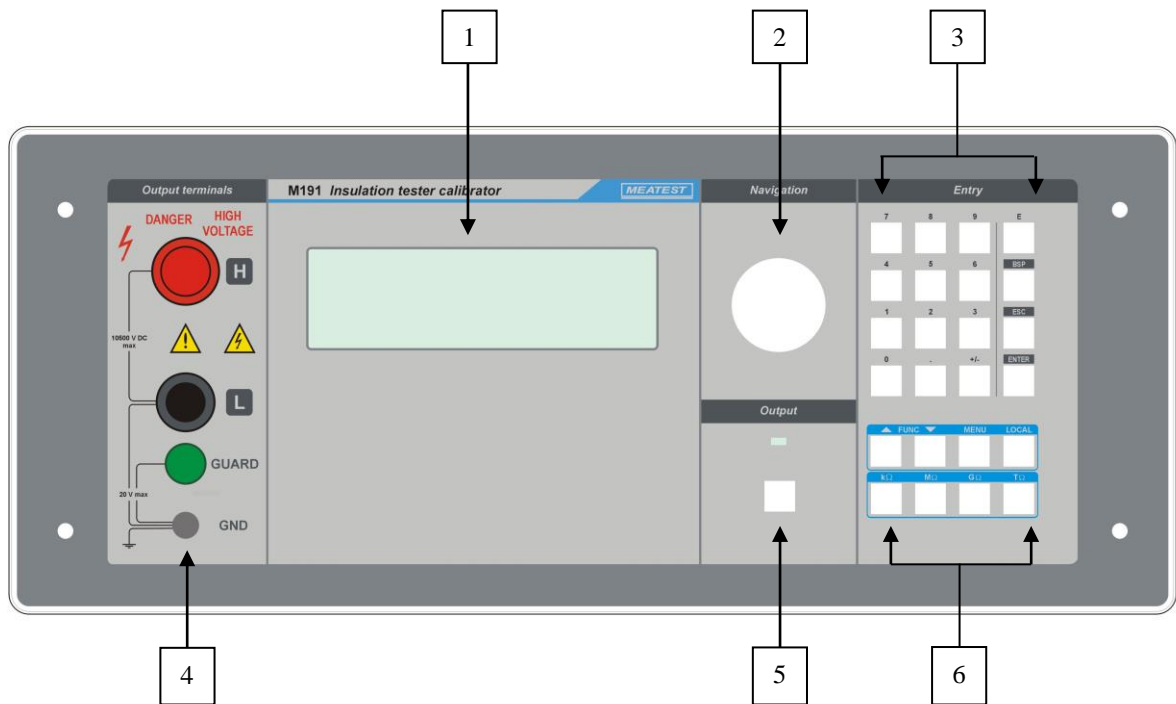 1
2
3
Output terminals
M191 Insulation tester calibrator
MEATEST
Navigation
Entry
DANGER
HIGH
VOLTAGE
H
10500 V DC
max
L
GUARD
20 V max
GND
Output
7 8 9 E
4 5 6 BSP
1 2 3 ESC
0 . +/- ENTER
FUNC MENU LOCAL
kΩ MΩ GΩ TΩ
4
5
6